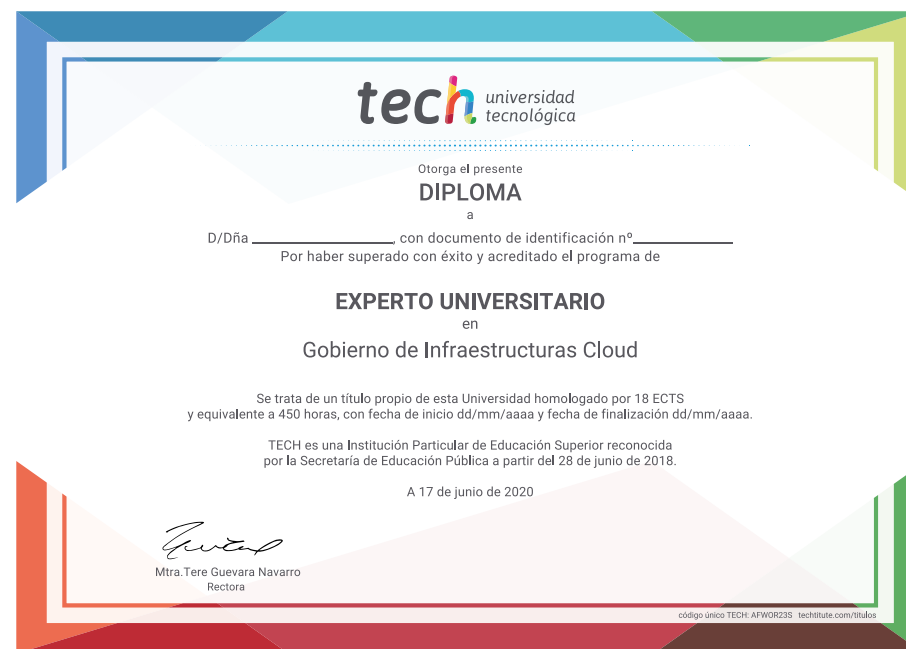 tech universidad
tecnológica
Otorga el presente
DIPLOMA
a
D/Dña ____________________, con documento de identificación nº______________
Por haber superado con éxito y acreditado el programa de
EXPERTO UNIVERSITARIO
en
Gobierno de Infraestructuras Cloud
Se trata de un título propio de esta Universidad homologado por 18 ECTS
y equivalente a 450 horas, con fecha de inicio dd/mm/aaaa y fecha de finalización dd/mm/aaaa.
TECH es una Institución Particular de Educación Superior reconocida
por la Secretaría de Educación Pública a partir del 28 de junio de 2018.
A 17 de junio de 2020
Mtra.Tere Guevara Navarro
Rectora
código único TECH: AFWOR23S techtitute.com/titulos